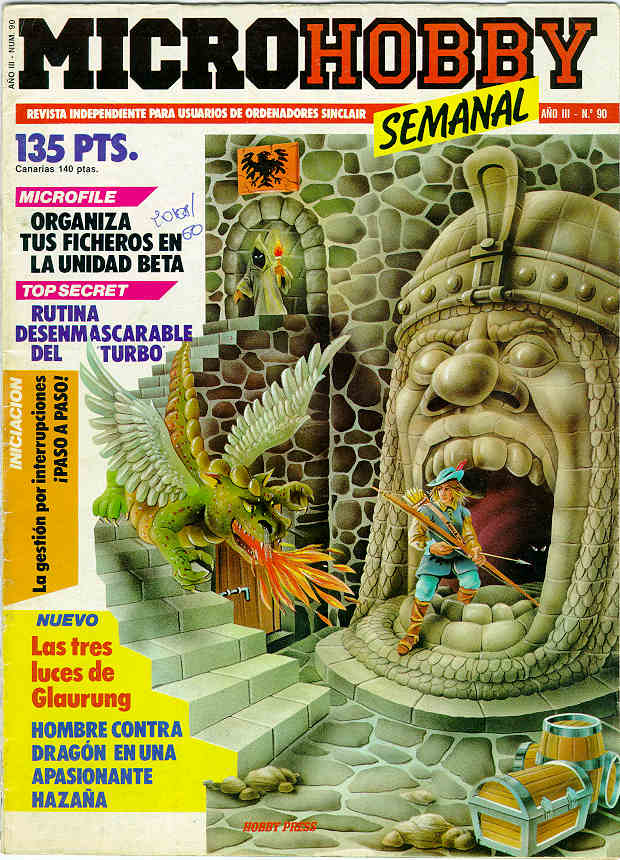 AÑO III - NUM. 90
MICROHOBBY
REVISTA INDEPENDIENTE PARA USUARIOS DE ORDENADORES SINCLAIR
SEMANAL
AÑO III - N.º 90
135 PTS.
Canarias 140 ptas.
MICROFILE
ORGANIZA
TUS FICHEROS EN
LA UNIDAD BETA
TOP SECRET
RUTINA
DESENMASCARABLE
DEL TURBO
INICIACION
La gestión por interrupciones
¡PASO A PASO!
NUEVO
Las tres
luces de
Glaurung
HOMBRE CONTRA
DRAGÓN EN UNA
APASIONANTE
HAZAÑA
HOBBY PRESS